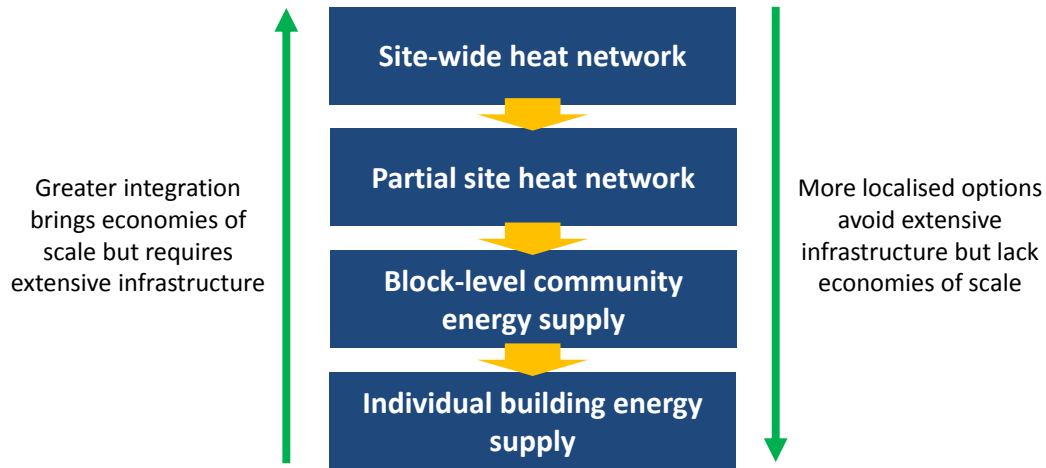 Site-wide heat network
Partial site heat network
Block-level community
energy supply
Individual building energy
supply
Greater integration
brings economies of
scale but requires
extensive infrastructure
More localised options
avoid extensive
infrastructure but lack
economies of scale